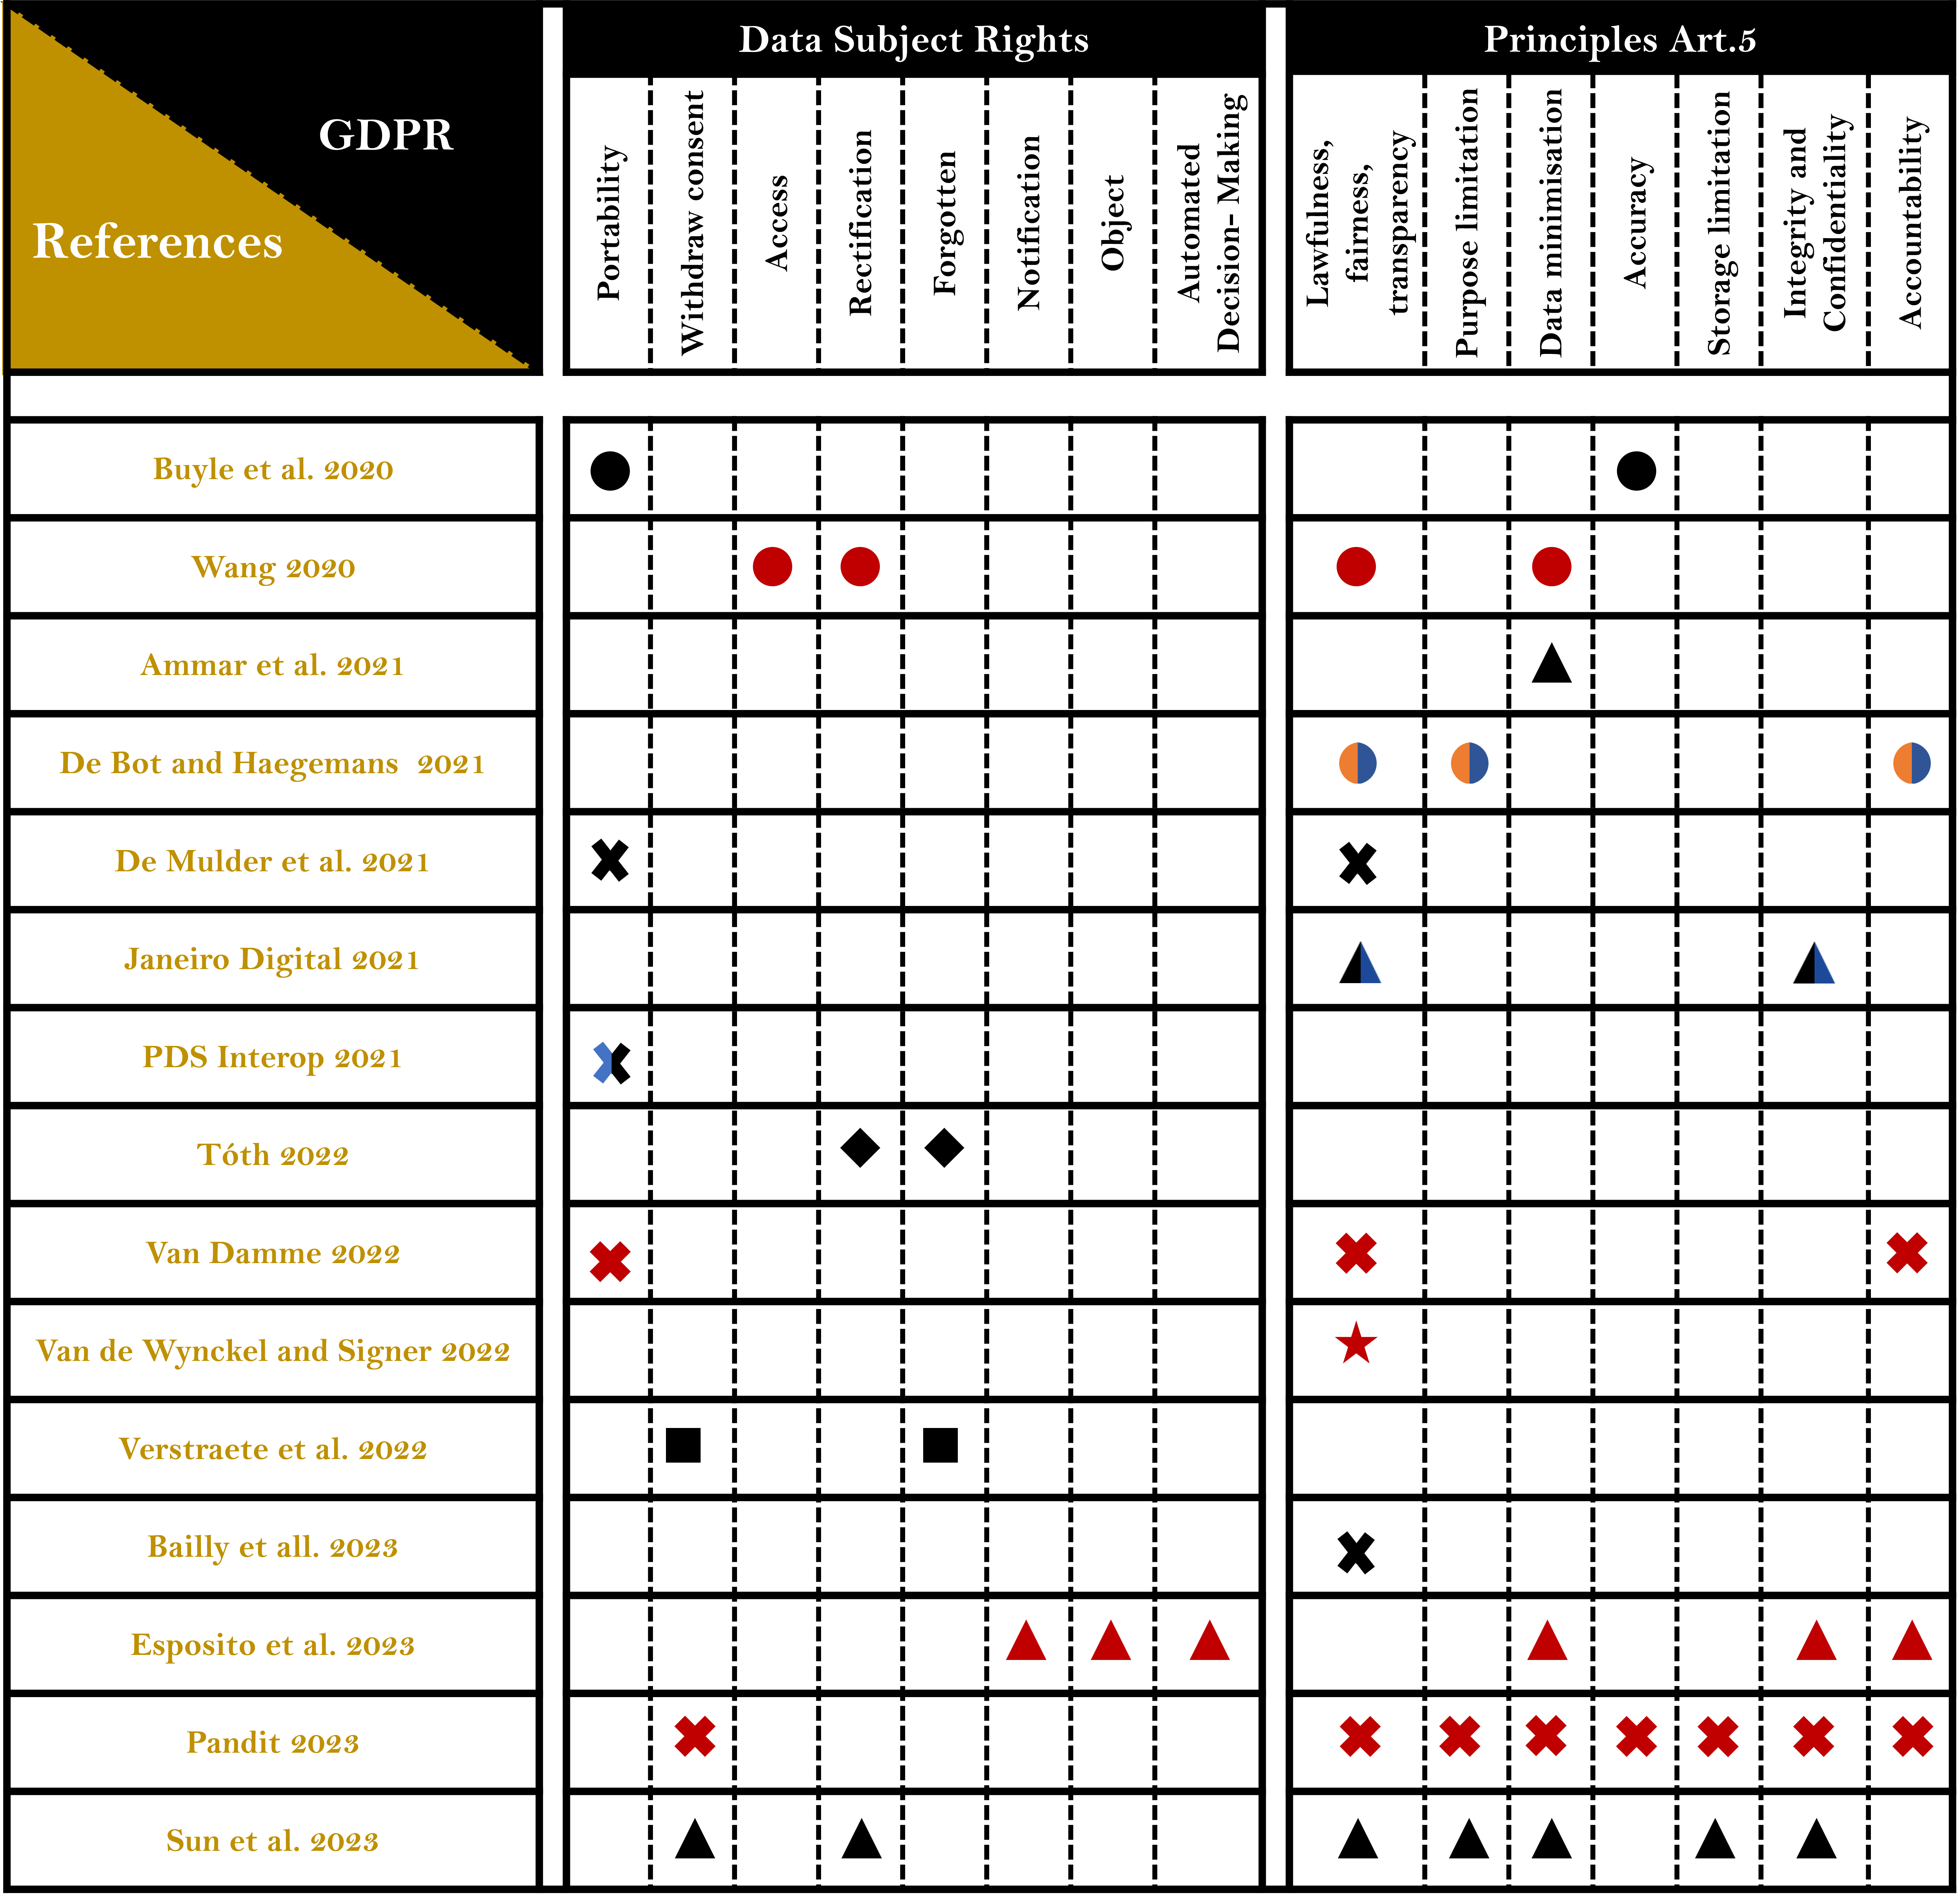 Data Subject Rights
Principles Art.5
GDPR
References
Portability
Withdraw consent
Access
Rectification
Forgotten
Notification
Object
Automated
Decision- Making
Lawfulness,
fairness,
transparency
Purpose limitation
Data minimisation
Accuracy
Storage limitation
Integrity and
Confidentiality
Accountability
Buyle et al. 2020
Wang 2020
Ammar et al. 2021
De Bot and Haegemans  2021
De Mulder et al. 2021
Janeiro Digital 2021
PDS Interop 2021
Tóth 2022
Van Damme 2022
Van de Wynckel and Signer 2022
Verstraete et al. 2022
Bailly et all. 2023
Esposito et al. 2023
Pandit 2023
Sun et al. 2023